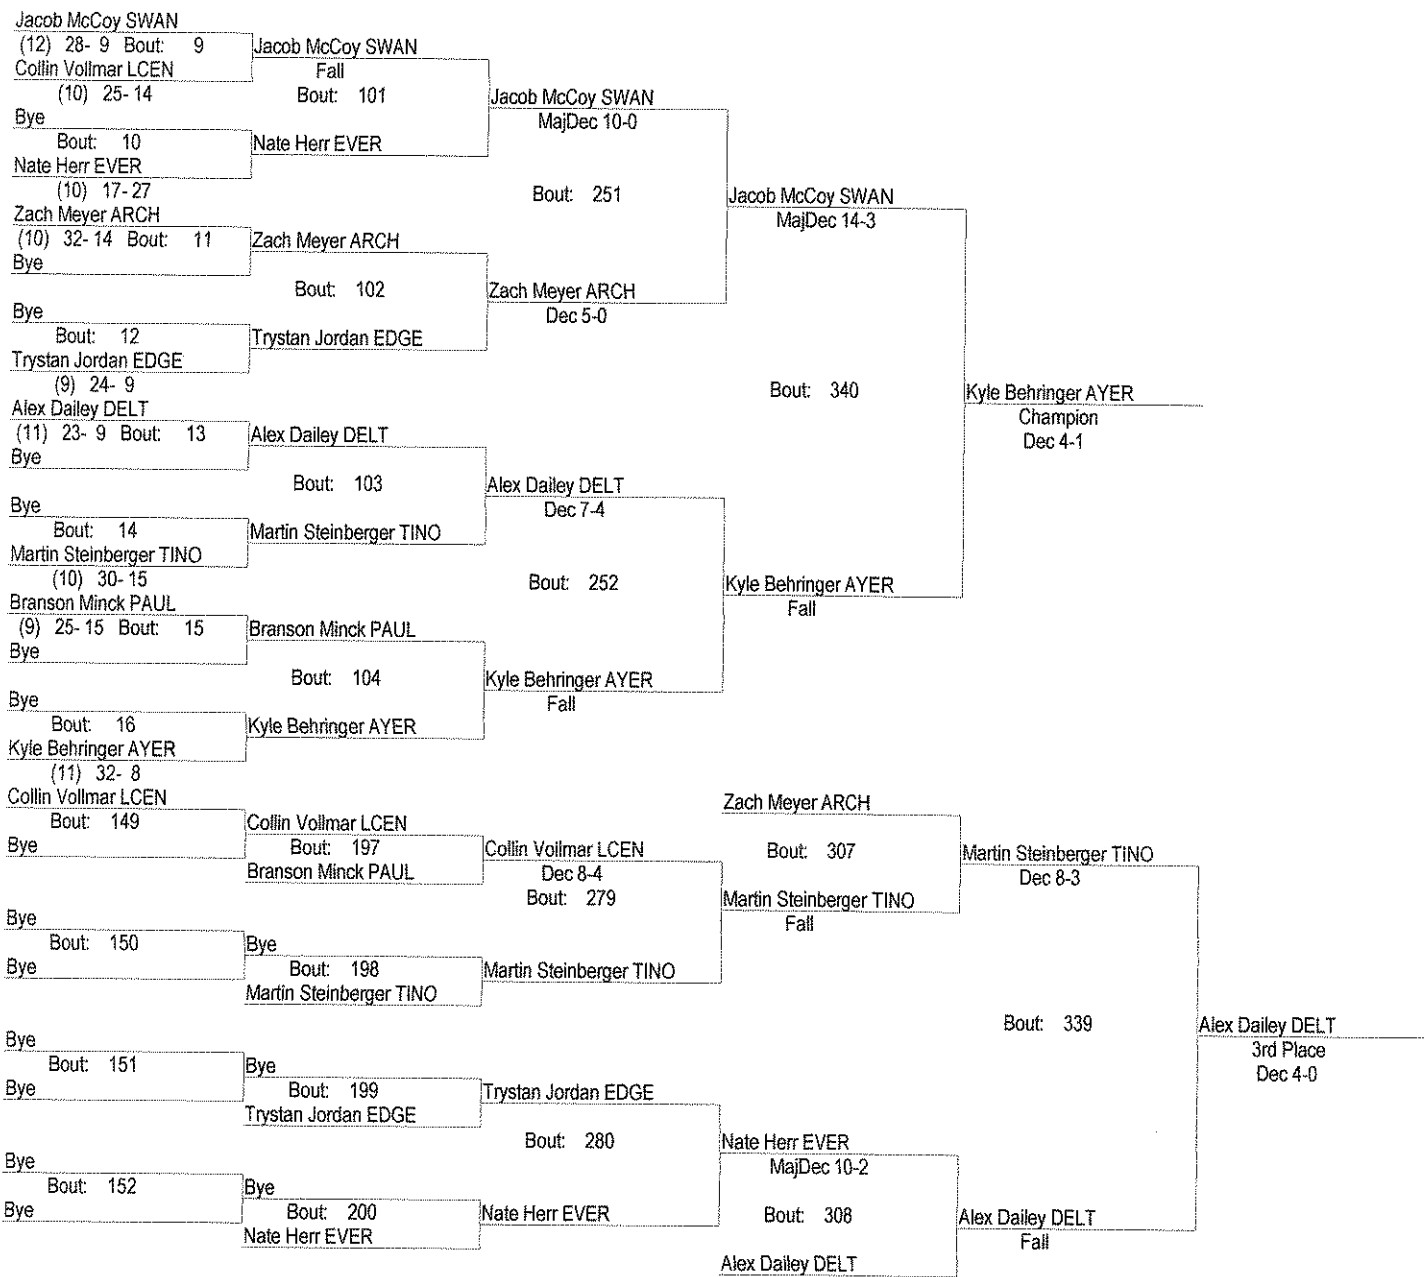 Jacob McCoy SWAN
(12) 28- 9 Bout: 9
Collin Vollmar LCEN
(10) 25- 14
Bye
Bout: 10
Nate Herr EVER
(10) 17- 27
Zach Meyer ARCH
(10) 32- 14 Bout: 11
Bye
Bye
Bout: 12
Trystan Jordan EDGE
(9) 24- 9
Alex Dailey DELT
(11) 23- 9 Bout: 13
Bye
Bye
Bout: 14
Martin Steinberger TINO
(10) 30- 15
Branson Minck PAUL
(9) 25- 15 Bout: 15
Bye
Bye
Bout: 16
Kyle Behringer AYER
(11) 32- 8
Jacob McCoy SWAN
Fall
Bout: 101
Nate Herr EVER
Zach Meyer ARCH
Bout: 102
Trystan Jordan EDGE
Alex Dailey DELT
Bout: 103
Martin Steinberger TINO
Branson Minck PAUL
Bout: 104
Kyle Behringer AYER
Jacob McCoy SWAN
MajDec 10-0
Bout: 251
Zach Meyer ARCH
Dec 5-0
Alex Dailey DELT
Dec 7-4
Bout: 252
Kyle Behringer AYER
Fall
Jacob McCoy SWAN
MajDec 14-3
Bout: 340
Kyle Behringer AYER
Fall
Kyle Behringer AYER
Champion
Dec 4-1
Collin Vollmar LCEN
Bout: 149
Bye
Bye
Bout: 150
Bye
Bye
Bout: 151
Bye
Bye
Bout: 152
Bye
Collin Vollmar LCEN
Bout: 197
Branson Minck PAUL
Bye
Bout: 198
Martin Steinberger TINO
Bye
Bout: 199
Trystan Jordan EDGE
Bye
Bout: 200
Nate Herr EVER
Collin Vollmar LCEN
Dec 8-4
Bout: 279
Martin Steinberger TINO
Trystan Jordan EDGE
Bout: 280
Nate Herr EVER
Zach Meyer ARCH
Bout: 307
Martin Steinberger TINO
Fall
Nate Herr EVER
MajDec 10-2
Bout: 308
Alex Dailey DELT
Martin Steinberger TINO
Dec 8-3
Bout: 339
Alex Dailey DELT
Fall
Alex Dailey DELT
3rd Place
Dec 4-0